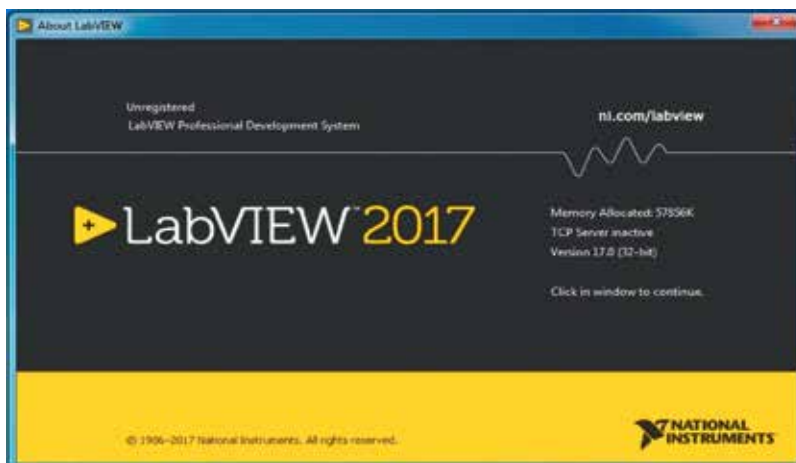 About LabVIEW
Unregistered
LabVIEW Professional Development System
ni.com/labview
LabVIEW™ 2017
Memory Allocated: 57856K
TCP Server inactive
Version 17.0 (32-bit)
Click in window to continue.
© 1986–2017 National Instruments. All rights reserved.
NATIONAL
INSTRUMENTS